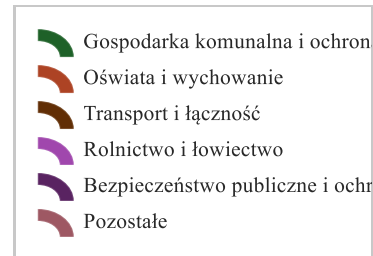 Gospodarka komunalna i ochron
Oświata i wychowanie
Transport i łączność
Rolnictwo i łowiectwo
Bezpieczeństwo publiczne i ochr
Pozostałe